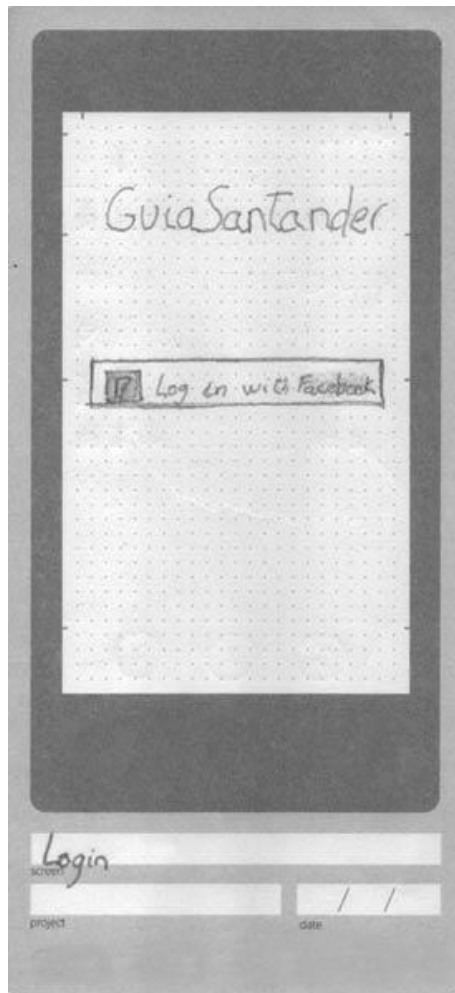 GuiaSantander
Log in with Facebook
Login
screen
/ /
project
date